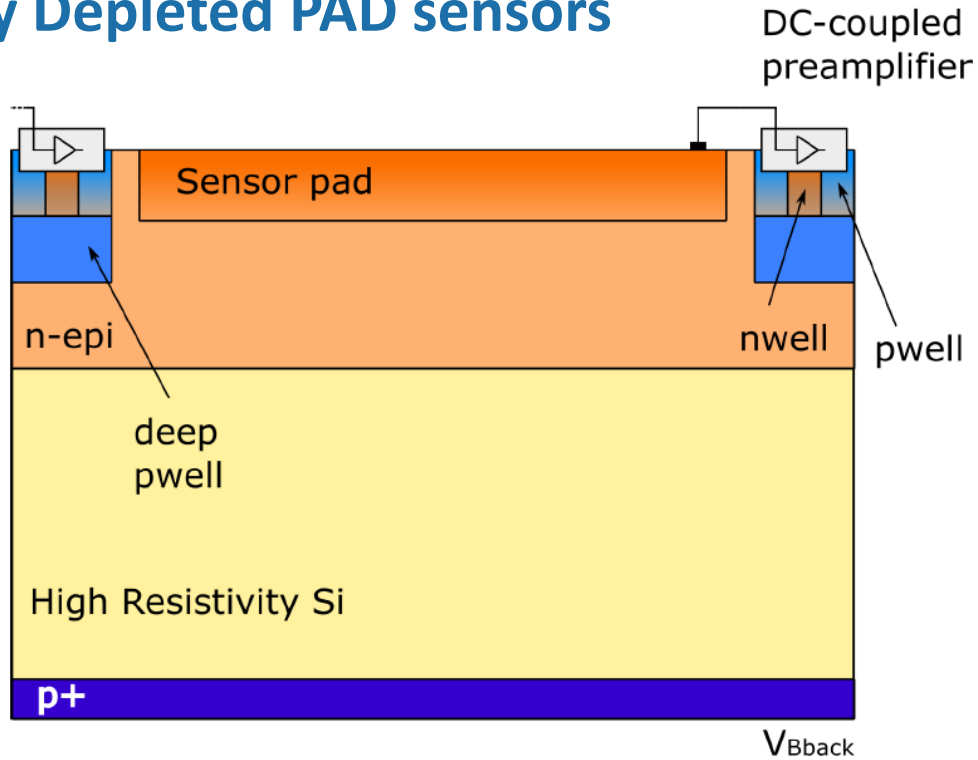 y Depleted PAD sensors
DC-coupled
preamplifier
Sensor pad
n-epi
nwell
pwell
deep
pwell
High Resistivity Si
p+
VBback